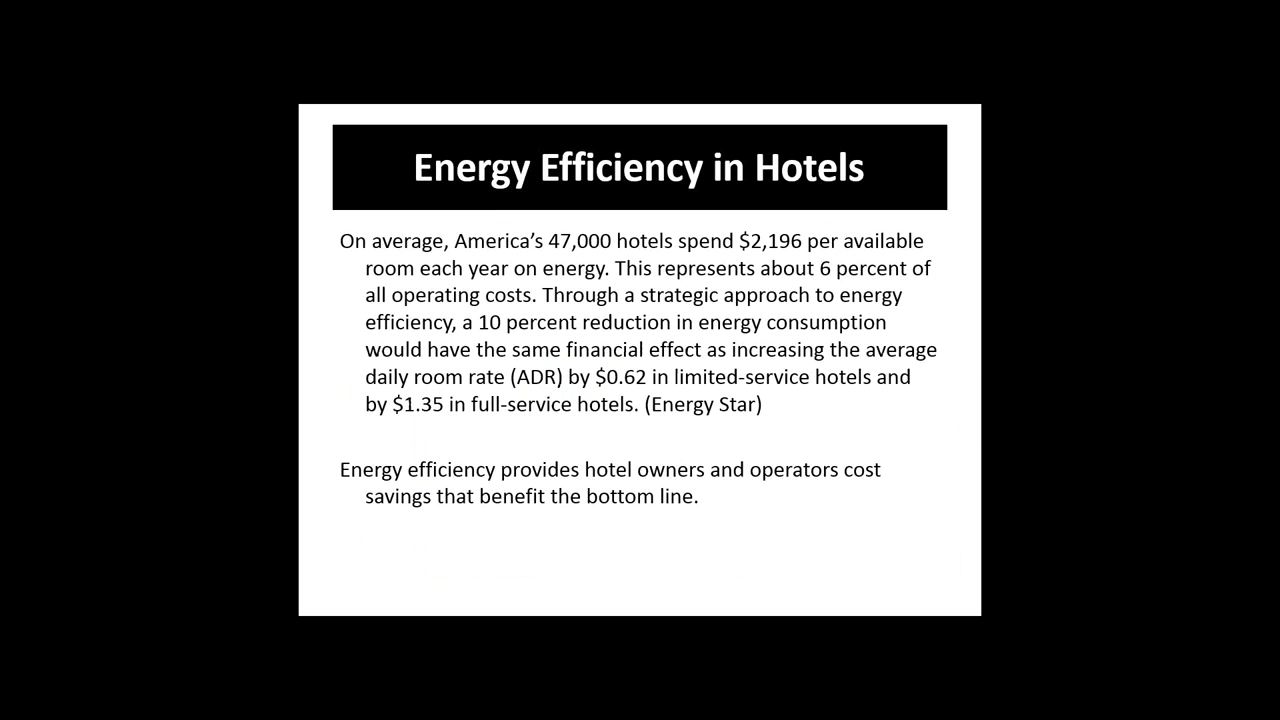 Energy Efficiency in Hotels
On average, America’s 47,000 hotels spend $2,196 per available
room each year on energy. This represents about 6 percent of
all operating costs. Through a strategic approach to energy
efficiency, a 10 percent reduction in energy consumption
would have the same financial effect as increasing the average
daily room rate (ADR) by $0.62 in limited-service hotels and
by $1.35 in full-service hotels. (Energy Star)
Energy efficiency provides hotel owners and operators cost
savings that benefit the bottom line.